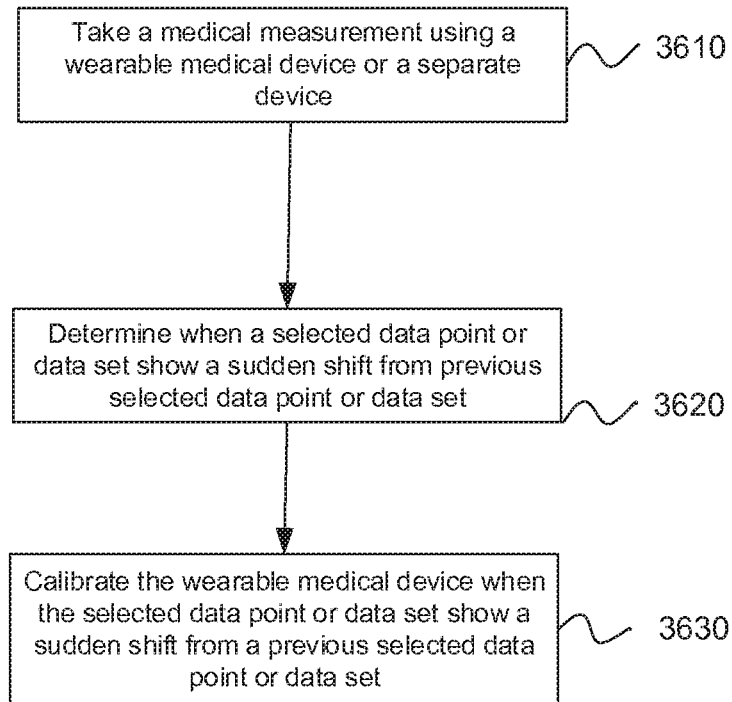 Take a medical measurement using a
wearable medical device or a separate
device
3610
Determine when a selected data point or
data set show a sudden shift from previous
selected data point or data set
3620
Calibrate the wearable medical device when
the selected data point or data set show a
sudden shift from a previous selected data
point or data set
3630